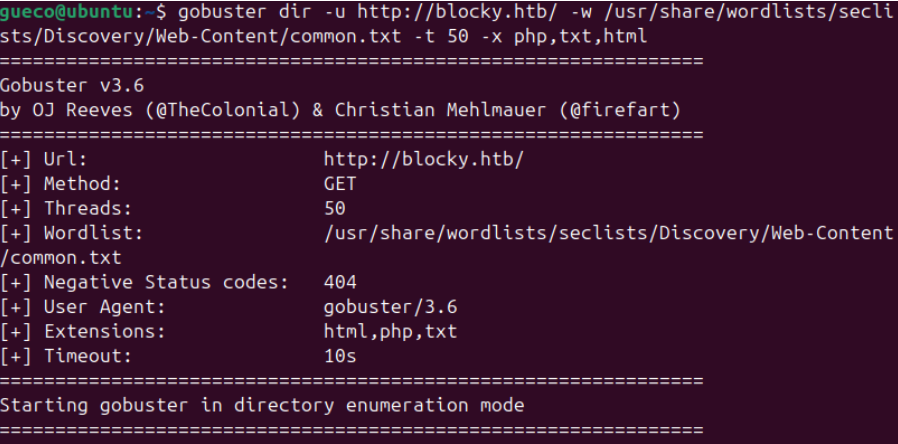 gueco@ubuntu:~$ gobuster dir -u http://blocky.htb/ -w /usr/share/wordlists/secli
sts/Discovery/Web-Content/common.txt -t 50 -x php,txt,html
===============================================================
Gobuster v3.6
by OJ Reeves (@TheColonial) & Christian Mehlmauer (@firefart)
===============================================================
[+] Url:                     http://blocky.htb/
[+] Method:                  GET
[+] Threads:                 50
[+] Wordlist:                /usr/share/wordlists/seclists/Discovery/Web-Content
/common.txt
[+] Negative Status codes:   404
[+] User Agent:              gobuster/3.6
[+] Extensions:              html,php,txt
[+] Timeout:                 10s
===============================================================
Starting gobuster in directory enumeration mode
===============================================================